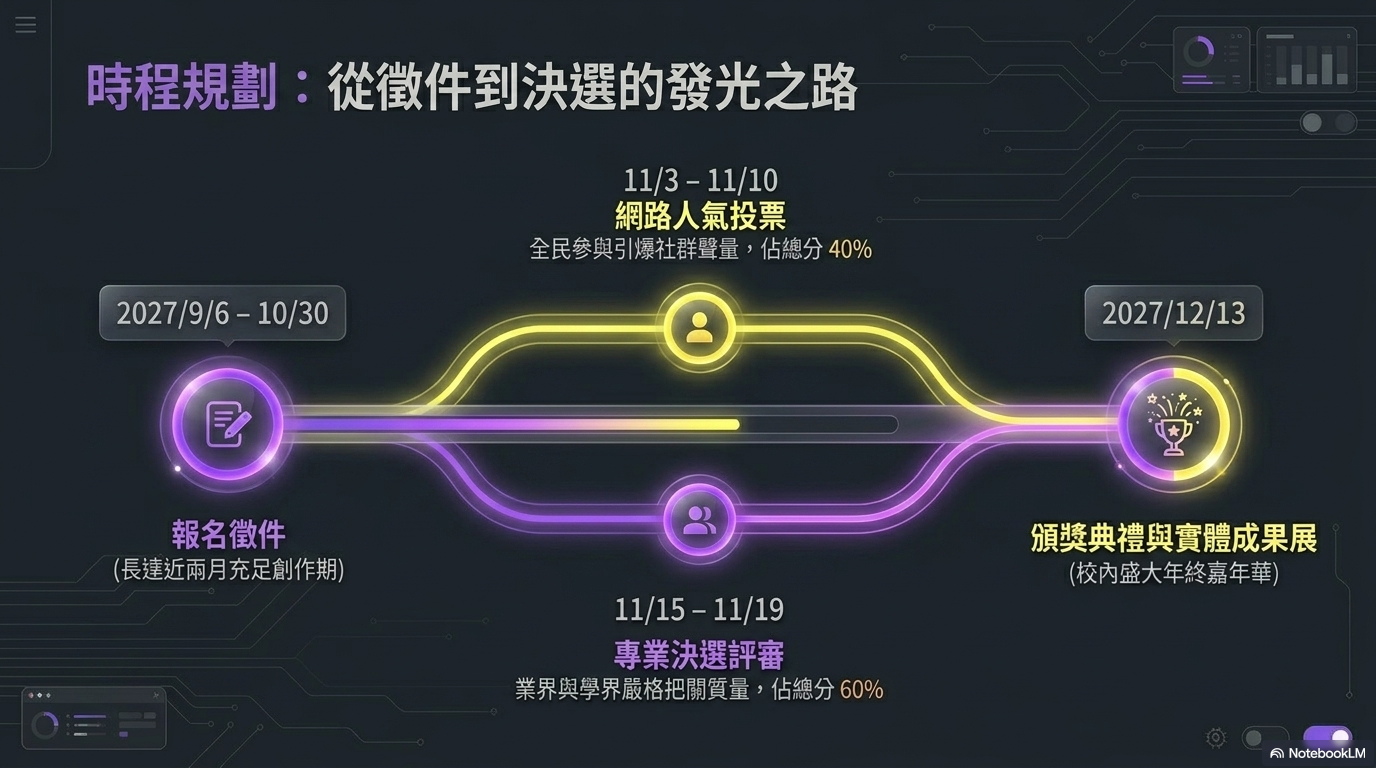 時程規劃：從徵件到決選的發光之路
11/3 – 11/10
網路人氣投票
全民參與引爆社群聲量，佔總分 40%
2027/9/6 – 10/30
報名徵件
(長達近兩月充足創作期)
2027/12/13
頒獎典禮與實體成果展
(校內盛大年終嘉年華)
11/15 – 11/19
專業決選評審
業界與學界嚴格把關質量，佔總分 60%
NotebookLM